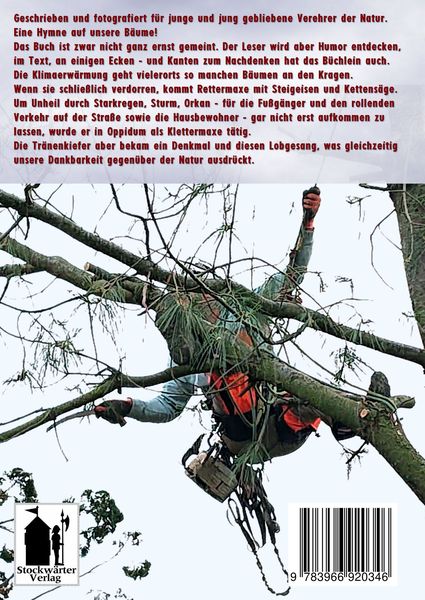 Geschrieben und fotografiert für junge und jung gebliebene Verehrer der Natur.
Eine Hymne auf unsere Bäume!
Das Buch ist zwar nicht ganz ernst gemeint. Der Leser wird aber Humor entdecken,
im Text, an einigen Ecken - und Kanten zum Nachdenken hat das Büchlein auch.
Die Klimaerwärmung geht vielerorts so manchen Bäumen an den Kragen.
Wenn sie schließlich verdorren, kommt Rettermaxe mit Steigeisen und Kettensäge.
Um Unheil durch Starkregen, Sturm, Orkan - für die Fußgänger und den rollenden
Verkehr auf der Straße sowie die Hausbewohner - gar nicht erst aufkommen zu
lassen, wurde er in Oppidum als Klettermaxe tätig.
Die Tränenkiefer aber bekam ein Denkmal und diesen Lobgesang, was gleichzeitig
unsere Dankbarkeit gegenüber der Natur ausdrückt.
Stockwärter
Verlag
9 783966 920346